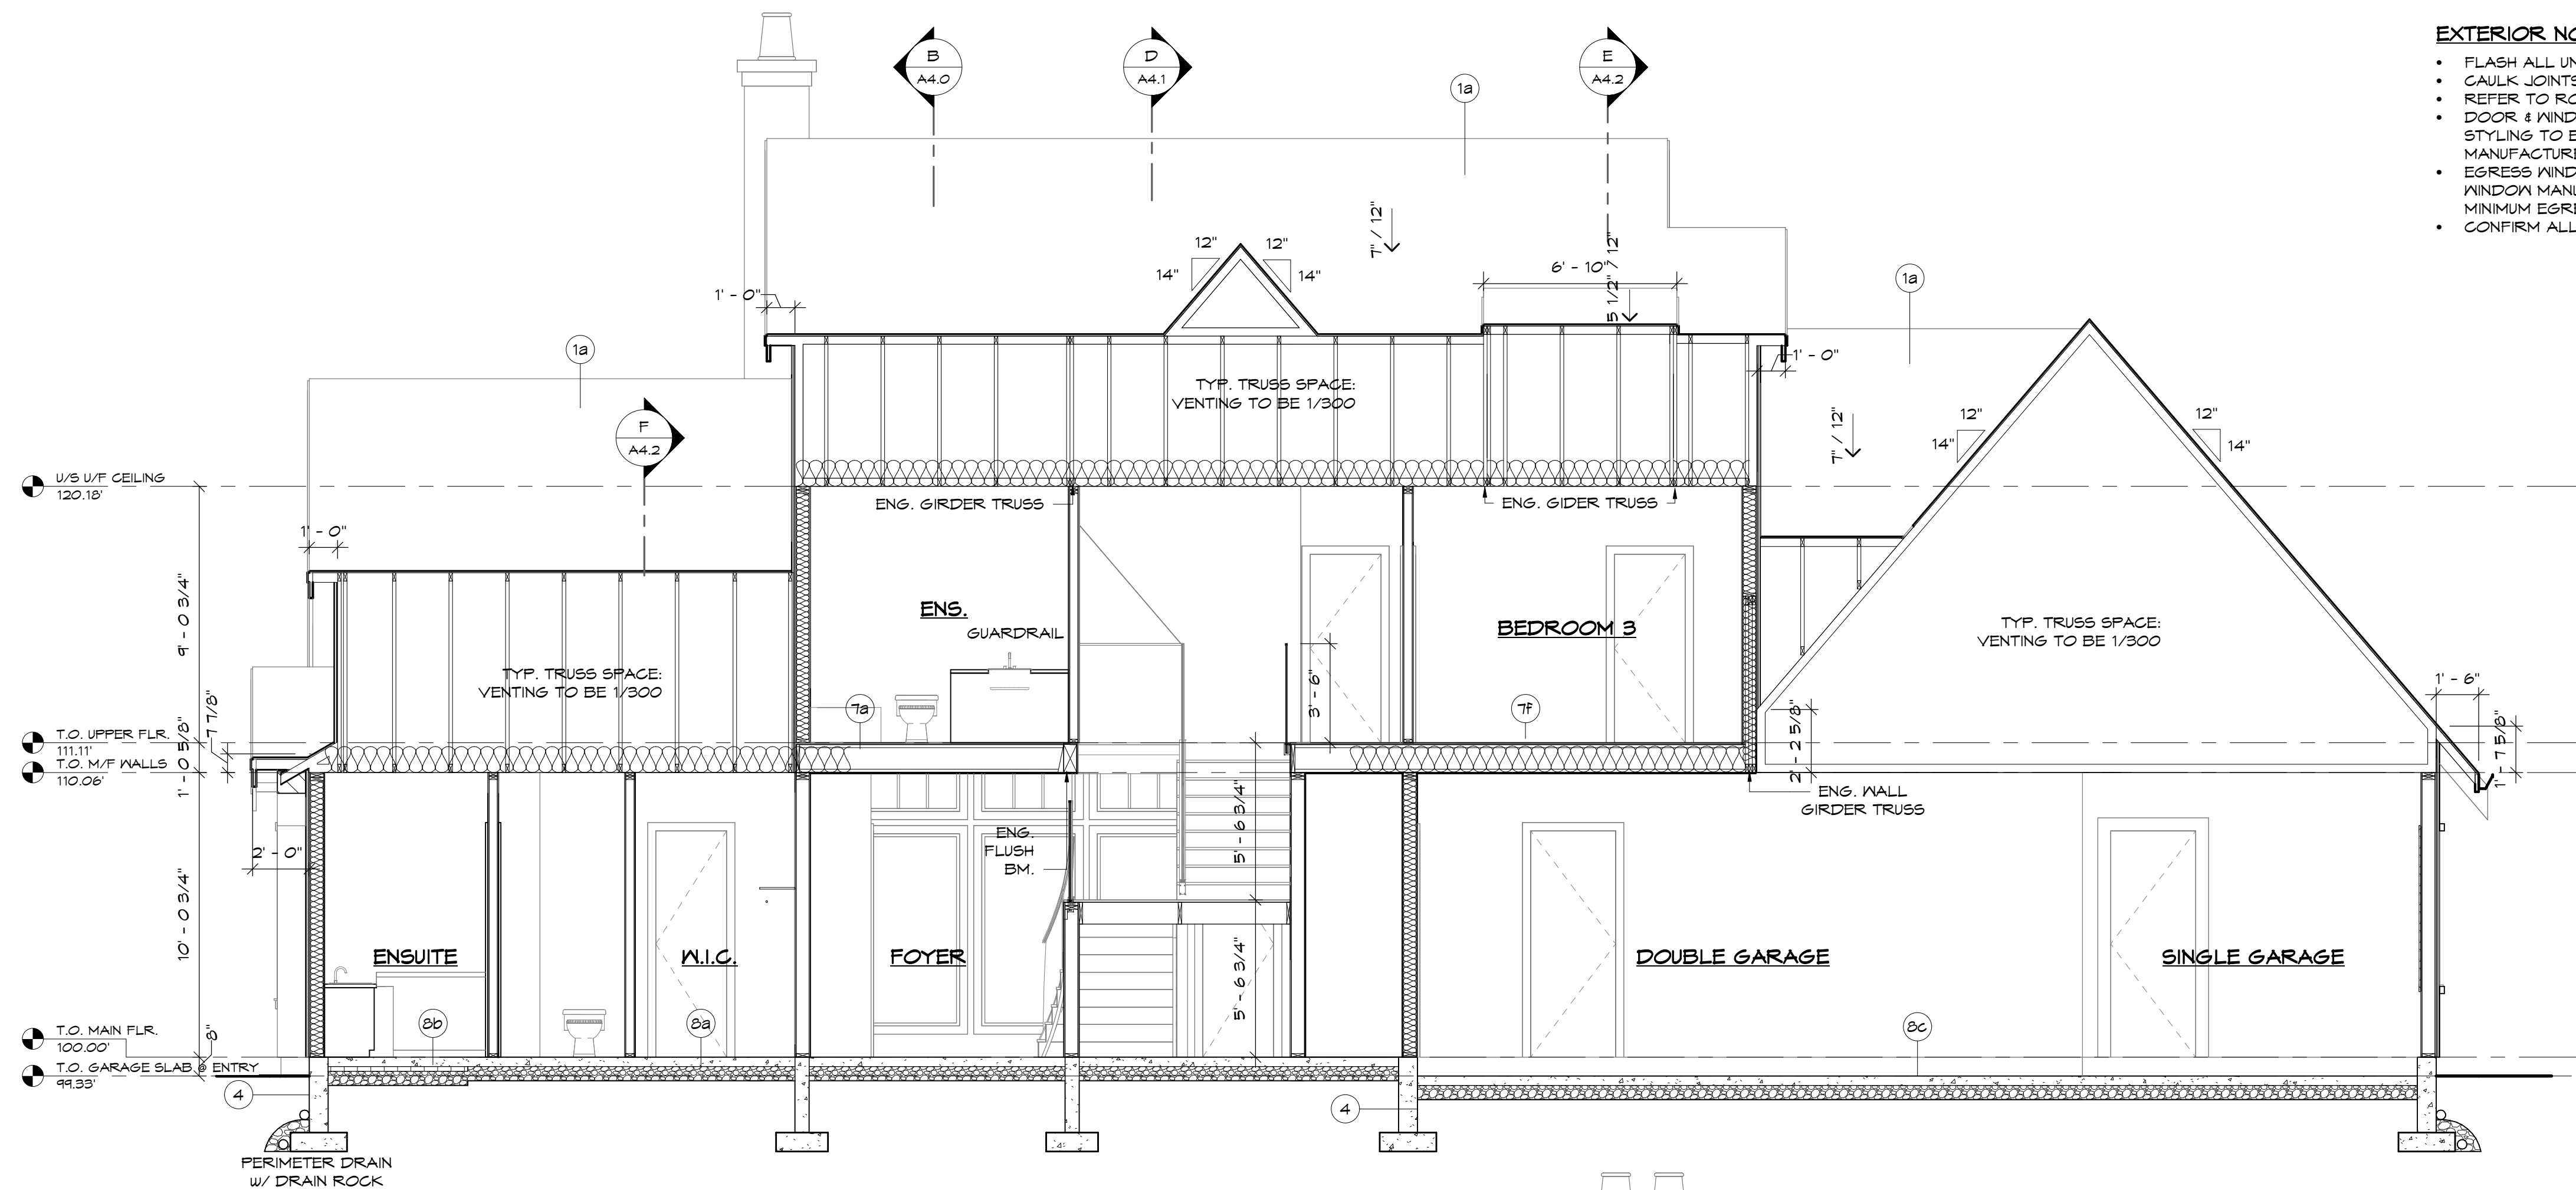 EXTERIOR NO
• FLASH ALL UN
• CAULK JOINTS
• REFER TO RO
• DOOR & WIND
STYLING TO B
MANUFACTURE
• EGRESS WIND
WINDOW MANU
MINIMUM EGRE
• CONFIRM ALL
B
A4.0
D
A4.1
E
A4.2
1a
7" / 12"
12"
12"
14"
14"
6' - 10"
5 1/2" / 12"
1a
1' - 0"
1a
1' - 0"
TYP. TRUSS SPACE:
VENTING TO BE 1/300
F
A4.2
7" / 12"
12"
14"
12"
14"
U/S U/F CEILING
120.18'
ENG. GIRDER TRUSS
ENG. GIDER TRUSS
1' - 0"
9' - 0 3/4"
ENS.
GUARDRAIL
BEDROOM 3
TYP. TRUSS SPACE:
VENTING TO BE 1/300
TYP. TRUSS SPACE:
VENTING TO BE 1/300
3' - 6"
7a
7f
1' - 6"
7 7/8"
T.O. UPPER FLR.
111.11'
T.O. M/F WALLS
110.06'
1' - 0 5/8"
2' - 2 5/8"
1' - 7 5/8"
ENG. WALL
GIRDER TRUSS
ENG.
FLUSH
BM.
5' - 6 3/4"
2' - 0"
10' - 0 3/4"
ENSUITE
W.I.C.
FOYER
5' - 6 3/4"
DOUBLE GARAGE
SINGLE GARAGE
8b
8a
8c
T.O. MAIN FLR.
100.00'
8"
T.O. GARAGE SLAB @ ENTRY
99.33'
4
4
PERIMETER DRAIN
W/ DRAIN ROCK